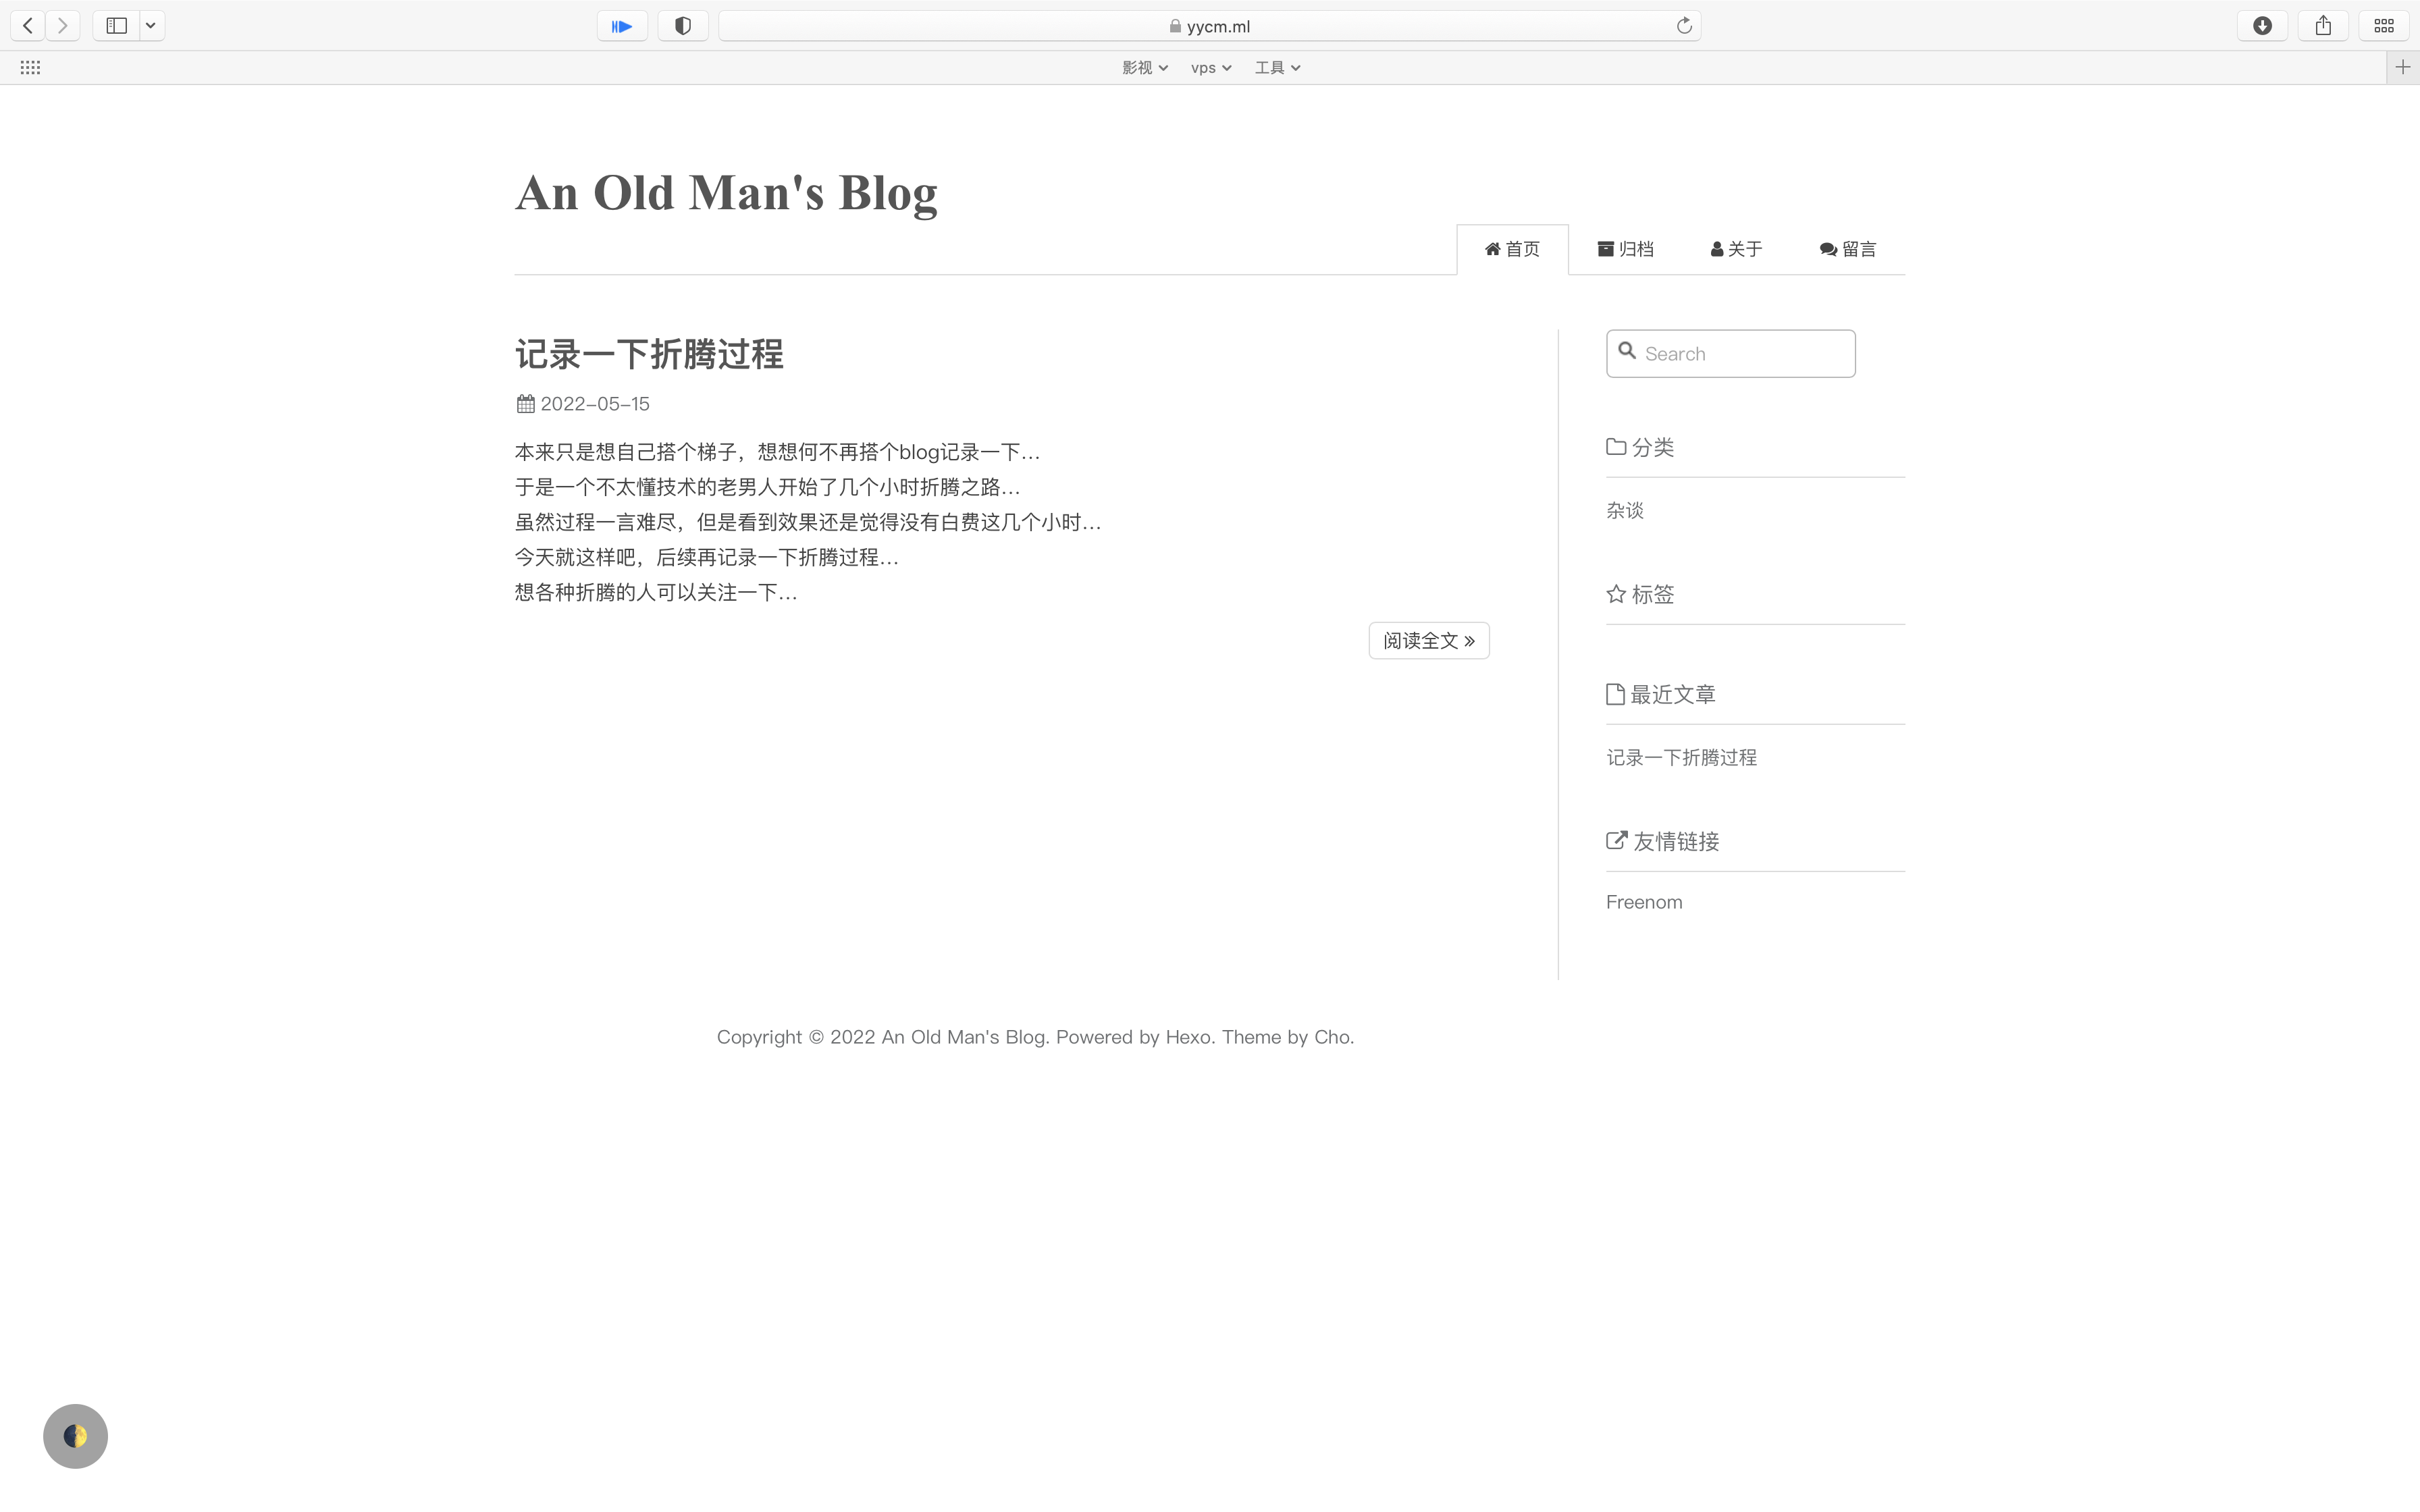 yycm.ml
影视
vps
工具
An Old Man's Blog
首页
归档
关于
留言
记录一下折腾过程
2022-05-15
本来只是想自己搭个梯子，想想何不再搭个blog记录一下…
于是一个不太懂技术的老男人开始了几个小时折腾之路…
虽然过程一言难尽，但是看到效果还是觉得没有白费这几个小时…
今天就这样吧，后续再记录一下折腾过程…
想各种折腾的人可以关注一下…
阅读全文 »
Search
分类
杂谈
标签
最近文章
记录一下折腾过程
友情链接
Freenom
Copyright © 2022 An Old Man's Blog. Powered by Hexo. Theme by Cho.